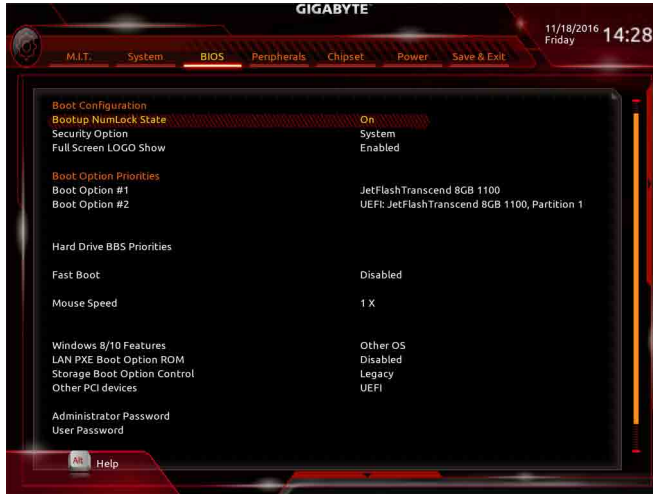 GIGABYTE
11/18/2016
Friday
14:28
M.I.T. System BIOS Peripherals Chipset Power Save & Exit
Boot Configuration
Bootup NumLock State On
Security Option System
Full Screen LOGO Show Enabled
Boot Option Priorities
Boot Option #1 JetFlashTranscend 8GB 1100
Boot Option #2 UEFI: JetFlashTranscend 8GB 1100, Partition 1
Hard Drive BBS Priorities
Fast Boot Disabled
Mouse Speed 1 X
Windows 8/10 Features Other OS
LAN PXE Boot Option ROM Disabled
Storage Boot Option Control Legacy
Other PCI devices UEFI
Administrator Password
User Password
Alt Help